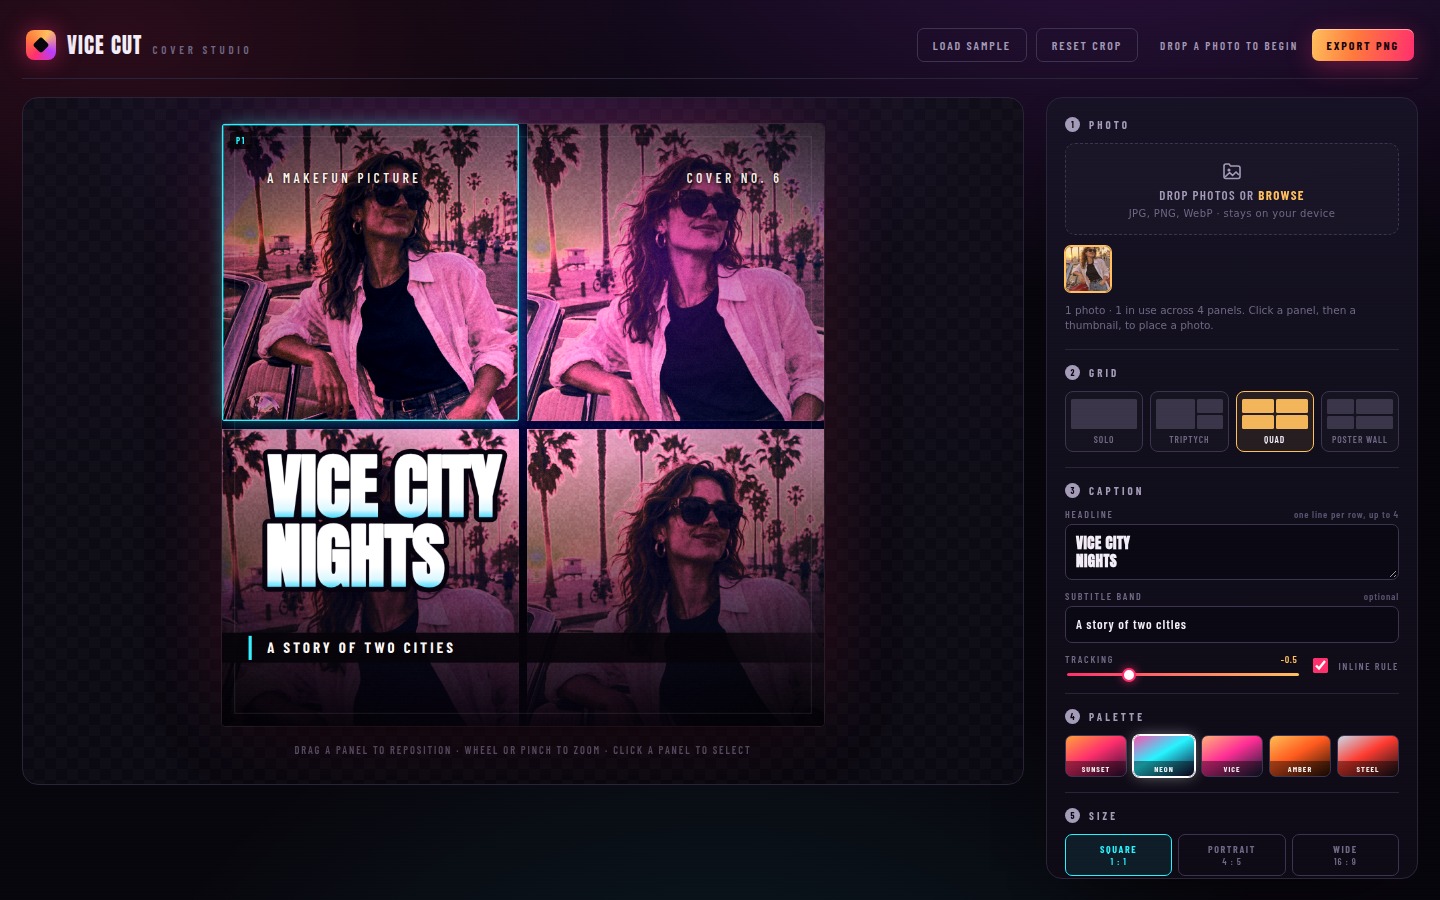 VICE CUT COVER STUDIO
LOAD SAMPLE
RESET CROP
DROP A PHOTO TO BEGIN
EXPORT PNG
P1
A MAKEFUN PICTURE
COVER NO. 6
VICE CITY
NIGHTS
A STORY OF TWO CITIES
DRAG A PANEL TO REPOSITION · WHEEL OR PINCH TO ZOOM · CLICK A PANEL TO SELECT
1 PHOTO
DROP PHOTOS OR BROWSE
JPG, PNG, WebP · stays on your device
1 photo · 1 in use across 4 panels. Click a panel, then a
thumbnail, to place a photo.
2 GRID
SOLO
TRIPTYCH
QUAD
POSTER WALL
3 CAPTION
HEADLINE one line per row, up to 4
VICE CITY
NIGHTS
SUBTITLE BAND optional
A story of two cities
TRACKING -0.5
INLINE RULE
4 PALETTE
SUNSET
NEON
VICE
AMBER
STEEL
5 SIZE
SQUARE
1 : 1
PORTRAIT
4 : 5
WIDE
16 : 9